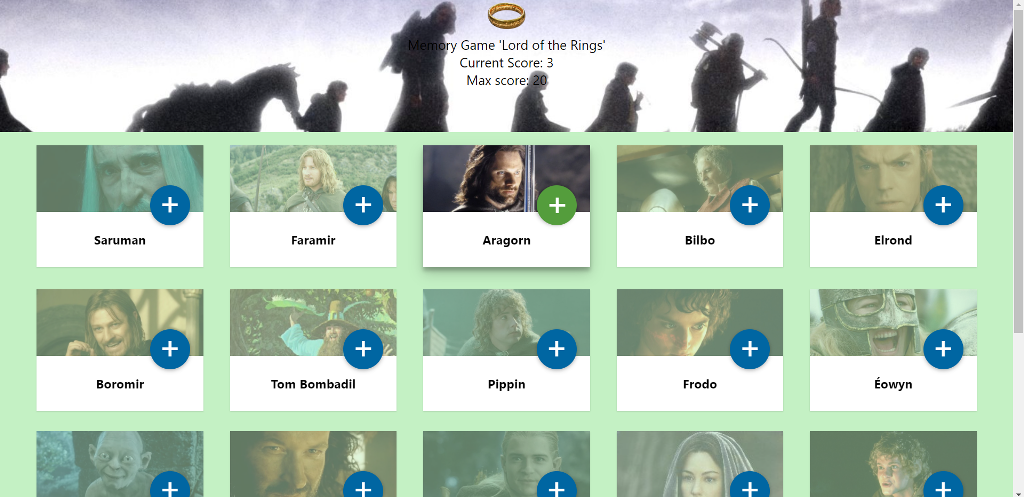 Memory Game 'Lord of the Rings'
Current Score: 3
Max score: 20
Saruman
Faramir
Aragorn
Bilbo
Elrond
Boromir
Tom Bombadil
Pippin
Frodo
Éowyn